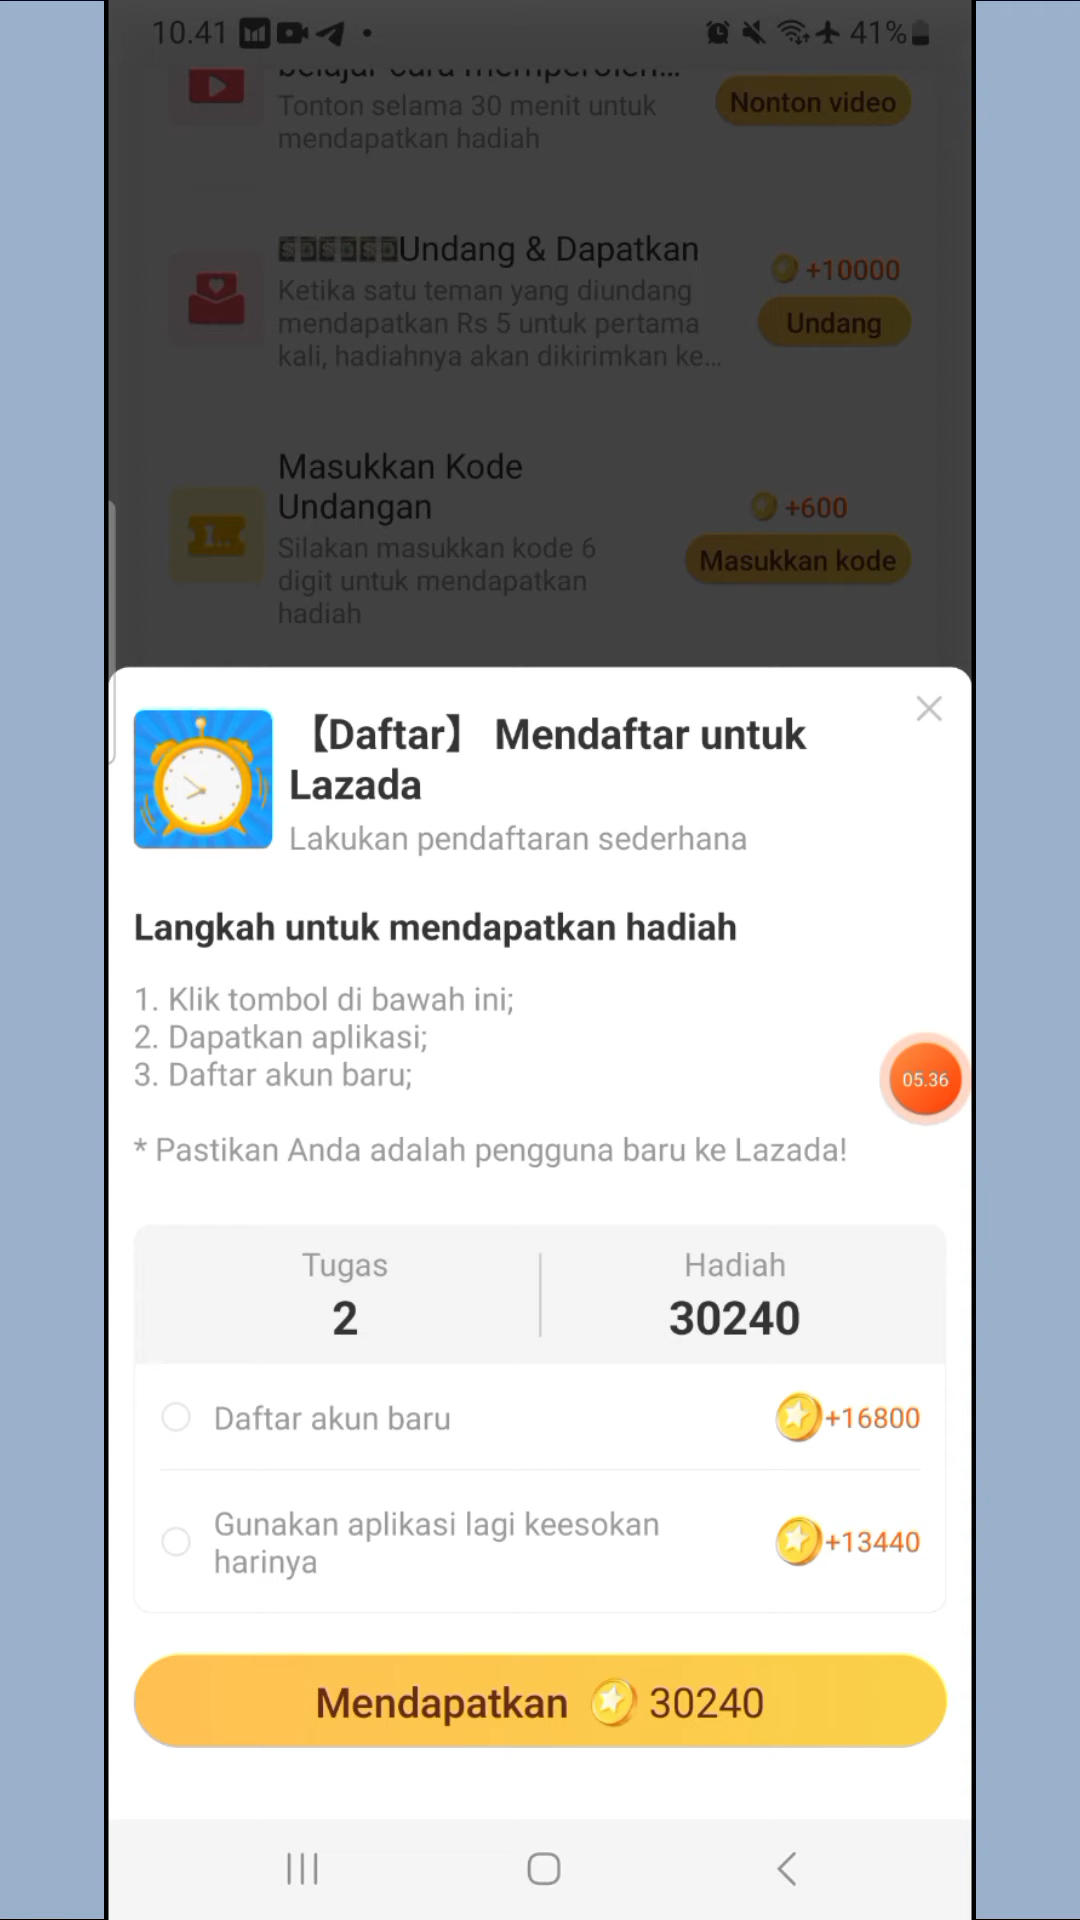 10.41
41%
Tonton selama 30 menit untuk
mendapatkan hadiah
Nonton video
Undang & Dapatkan
Ketika satu teman yang diundang
mendapatkan Rs 5 untuk pertama
kali, hadiahnya akan dikirimkan ke...
+10000
Undang
Masukkan Kode
Undangan
Silakan masukkan kode 6
digit untuk mendapatkan
hadiah
+600
Masukkan kode
【Daftar】 Mendaftar untuk
Lazada
Lakukan pendaftaran sederhana
Langkah untuk mendapatkan hadiah
1. Klik tombol di bawah ini;
2. Dapatkan aplikasi;
3. Daftar akun baru;
05.36
* Pastikan Anda adalah pengguna baru ke Lazada!
Tugas
2
Hadiah
30240
Daftar akun baru
+16800
Gunakan aplikasi lagi keesokan
harinya
+13440
Mendapatkan 30240